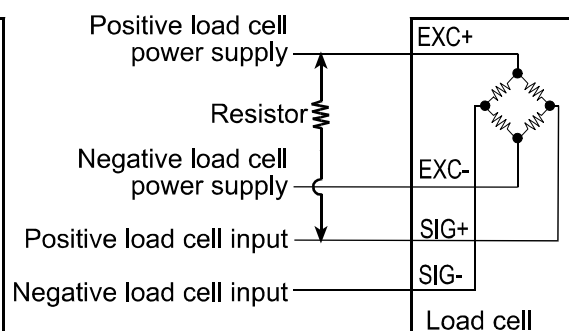 Positive load cell
power supply
EXC+
Resistor
Negative load cell
power supply
EXC-
Positive load cell input
SIG+
Negative load cell input
SIG-
Load cell